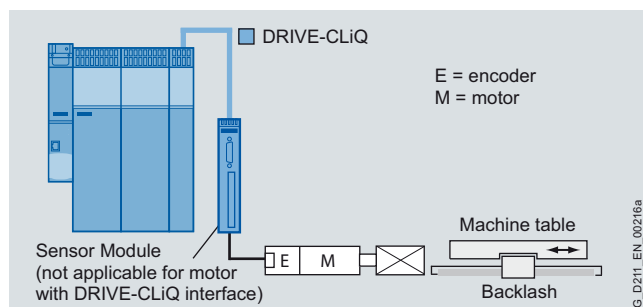 DRIVE-CLiQ
E = encoder
M = motor
Sensor Module
(not applicable for motor
with DRIVE-CLiQ interface)
E
M
Machine table
Backlash
G_D211_EN_00216a